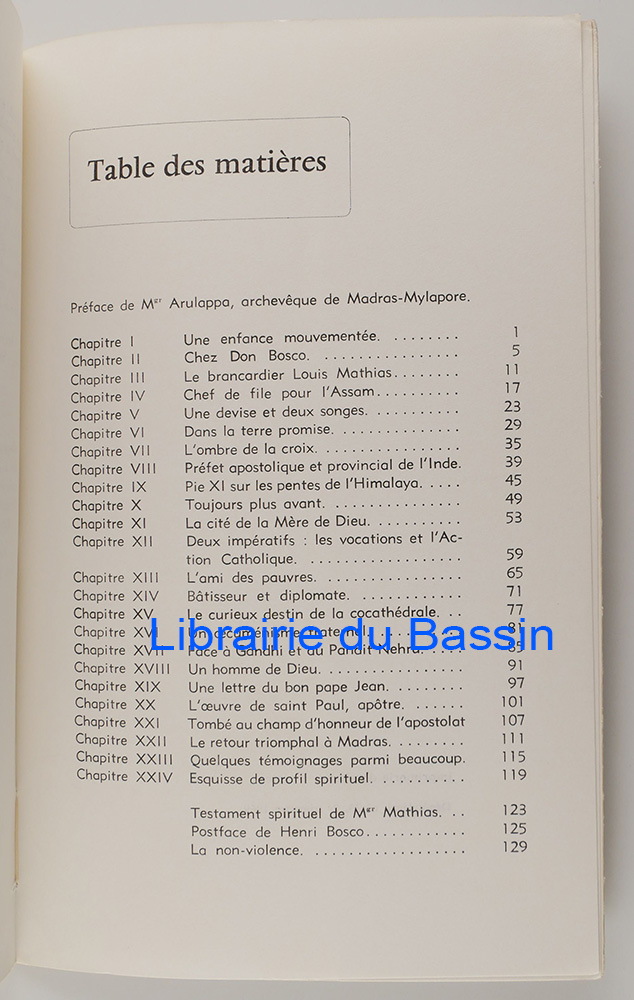 Table des matières
Préface de Mgr Arulappa, archevêque de Madras-Mylapore.
Chapitre I Une enfance mouvementée. ........ 1
Chapitre II Chez Don Bosco. ................ 5
Chapitre III Le brancardier Louis Mathias........ 11
Chapitre IV Chef de file pour l'Assam.......... 17
Chapitre V Une devise et deux songes. .......... 23
Chapitre VI Dans la terre promise. .............. 29
Chapitre VII L'ombre de la croix. ................ 35
Chapitre VIII Préfet apostolique et provincial de l'Inde. 39
Chapitre IX Pie XI sur les pentes de l'Himalaya. .... 45
Chapitre X Toujours plus avant. ................ 49
Chapitre XI La cité de la Mère de Dieu. ........... 53
Chapitre XII Deux impératifs : les vocations et l'Ac-
tion Catholique. .................... 59
Chapitre XIII L'ami des pauvres. ................. 65
Chapitre XIV Bâtisseur et diplomate. ............. 71
Chapitre XV Le curieux destin de la cocathédrale. .. 77
Chapitre XVI Un œcuménisme fraternel. ........... 81
Librairie du Bassin
Chapitre XVII Face à Gandhi et au Pandit Nehru. .... 85
Chapitre XVIII Un homme de Dieu. ................. 91
Chapitre XIX Une lettre du bon pape Jean. ......... 97
Chapitre XX L'œuvre de saint Paul, apôtre. ...... 101
Chapitre XXI Tombé au champ d'honneur de l'apostolat 107
Chapitre XXII Le retour triomphal à Madras. ......... 111
Chapitre XXIII Quelques témoignages parmi beaucoup. 115
Chapitre XXIV Esquisse de profil spirituel. ............ 119
Testament spirituel de Mgr Mathias. .. 123
Postface de Henri Bosco............ 125
La non-violence. .................. 129